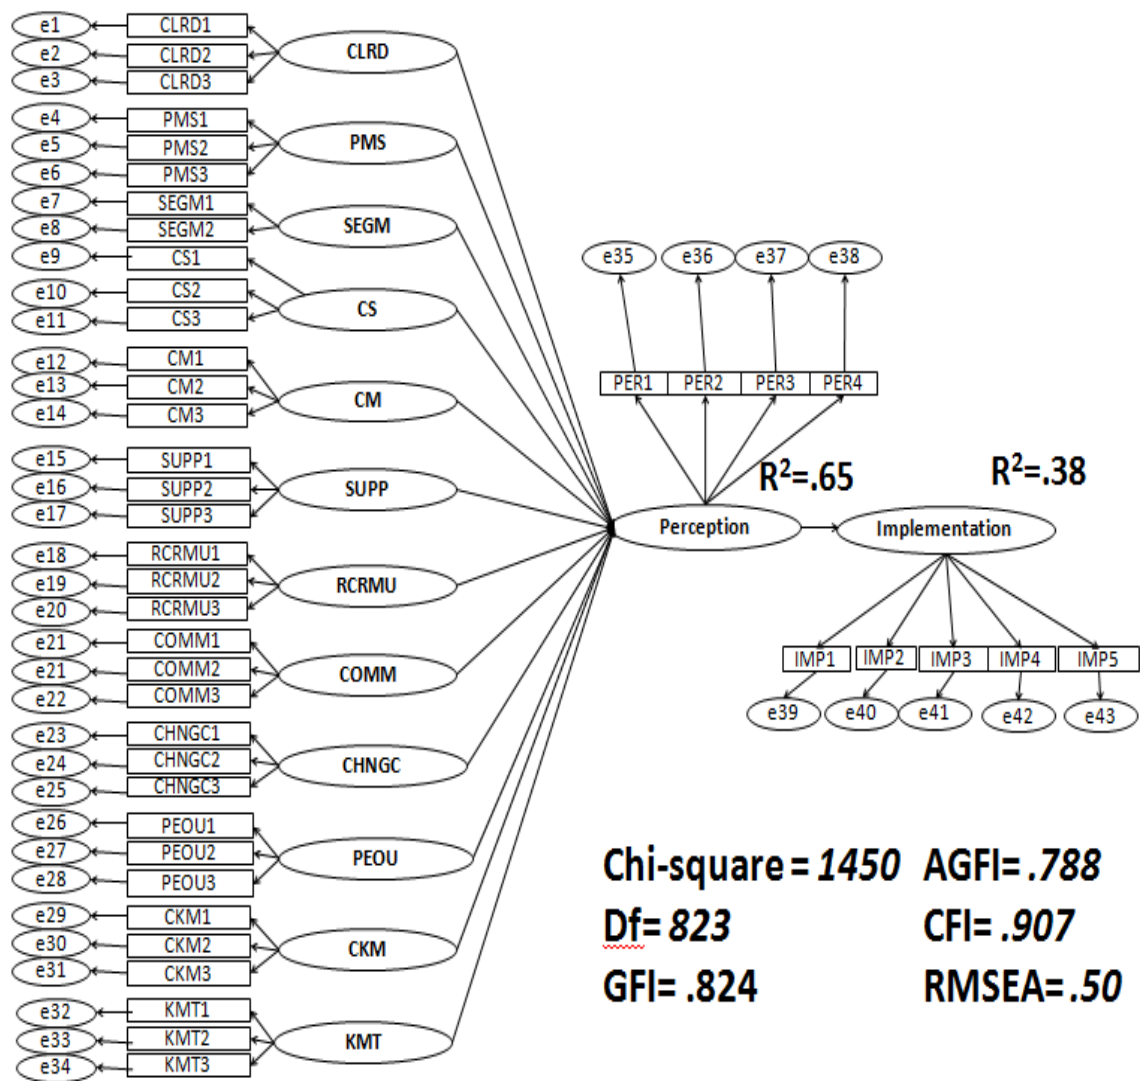 e1 CLRD1
e2 CLRD2 CLRD
e3 CLRD3
e4 PMS1
e5 PMS2 PMS
e6 PMS3
e7 SEGM1
e8 SEGM2 SEGM
e9 CS1
e10 CS2 CS
e11 CS3
e12 CM1
e13 CM2 CM
e14 CM3
e15 SUPP1
e16 SUPP2 SUPP
e17 SUPP3
e18 RCRMU1
e19 RCRMU2 RCRMU
e20 RCRMU3
e21 COMM1
e21 COMM2 COMM
e22 COMM3
e23 CHNGC1
e24 CHNGC2 CHNGC
e25 CHNGC3
e26 PEOU1
e27 PEOU2 PEOU
e28 PEOU3
e29 CKM1
e30 CKM2 CKM
e31 CKM3
e32 KMT1
e33 KMT2 KMT
e34 KMT3
e35 e36 e37 e38
PER1 PER2 PER3 PER4
R²=.65 R²=.38
Perception Implementation
IMP1 IMP2 IMP3 IMP4 IMP5
e39 e40 e41 e42 e43
Chi-square = 1450 AGFI= .788
Df= 823 CFI= .907
GFI= .824 RMSEA= .50